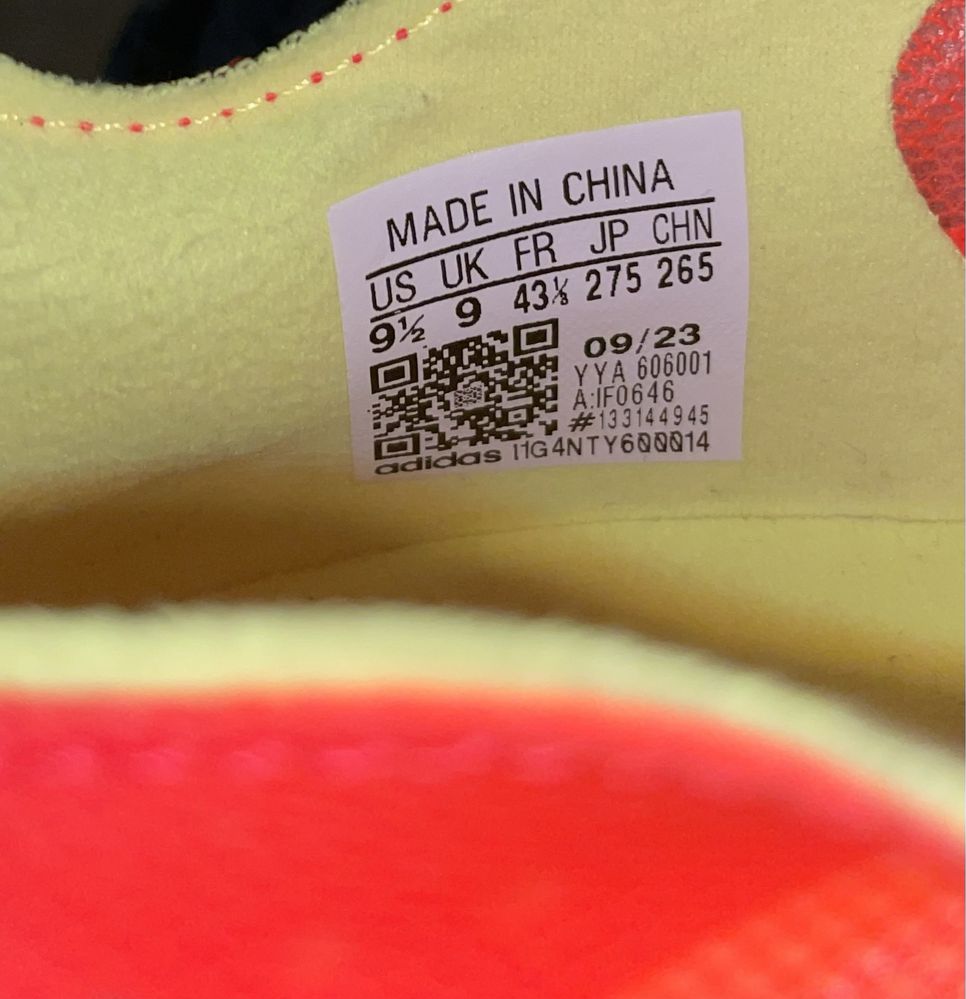 MADE IN CHINA
US UK FR JP CHN
9½ 9 43⅓ 275 265
09/23
YYA 606001
A:IF0646
#133144945
adidas 11G4NTY600014